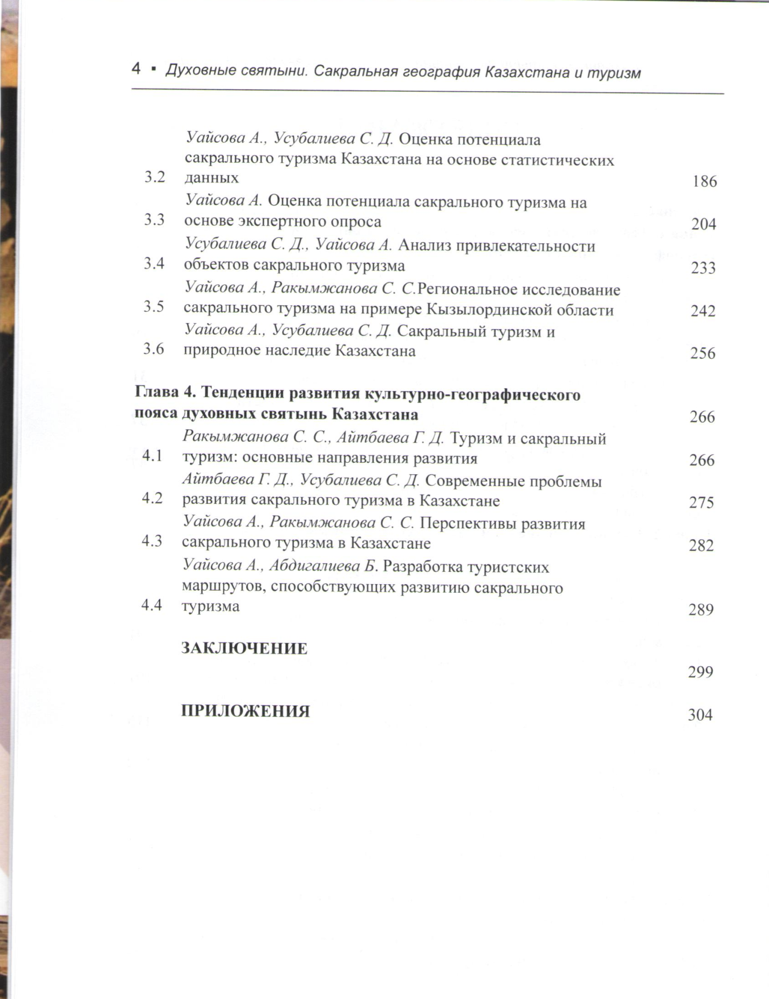 4 ▪ Духовные святыни. Сакральная география Казахстана и туризм
Уайсова А., Усубалиева С. Д. Оценка потенциала
сакрального туризма Казахстана на основе статистических
3.2 данных 186
Уайсова А. Оценка потенциала сакрального туризма на
3.3 основе экспертного опроса 204
Усубалиева С. Д., Уайсова А. Анализ привлекательности
3.4 объектов сакрального туризма 233
Уайсова А., Ракымжанова С. С.Региональное исследование
3.5 сакрального туризма на примере Кызылординской области 242
Уайсова А., Усубалиева С. Д. Сакральный туризм и
3.6 природное наследие Казахстана 256
Глава 4. Тенденции развития культурно-географического
пояса духовных святынь Казахстана 266
Ракымжанова С. С., Айтбаева Г. Д. Туризм и сакральный
4.1 туризм: основные направления развития 266
Айтбаева Г. Д., Усубалиева С. Д. Современные проблемы
4.2 развития сакрального туризма в Казахстане 275
Уайсова А., Ракымжанова С. С. Перспективы развития
4.3 сакрального туризма в Казахстане 282
Уайсова А., Абдигалиева Б. Разработка туристских
маршрутов, способствующих развитию сакрального
4.4 туризма 289
ЗАКЛЮЧЕНИЕ
299
ПРИЛОЖЕНИЯ 304